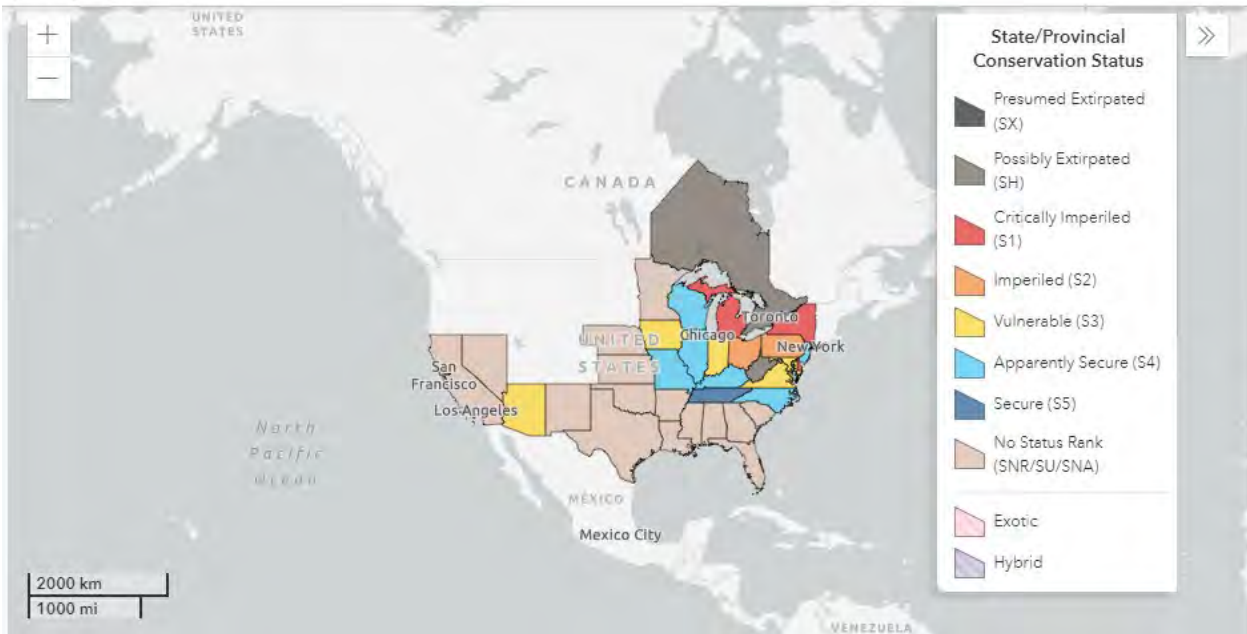 +
−
UNITED
STATES
CANADA
Toronto
Chicago
New York
UNITED
STATES
San
Francisco
Los Angeles
North
Pacific
Ocean
MÉXICO
Mexico City
VENEZUELA
2000 km
1000 mi
State/Provincial
Conservation Status
Presumed Extirpated
(SX)
Possibly Extirpated
(SH)
Critically Imperiled
(S1)
Imperiled (S2)
Vulnerable (S3)
Apparently Secure (S4)
Secure (S5)
No Status Rank
(SNR/SU/SNA)
Exotic
Hybrid
»